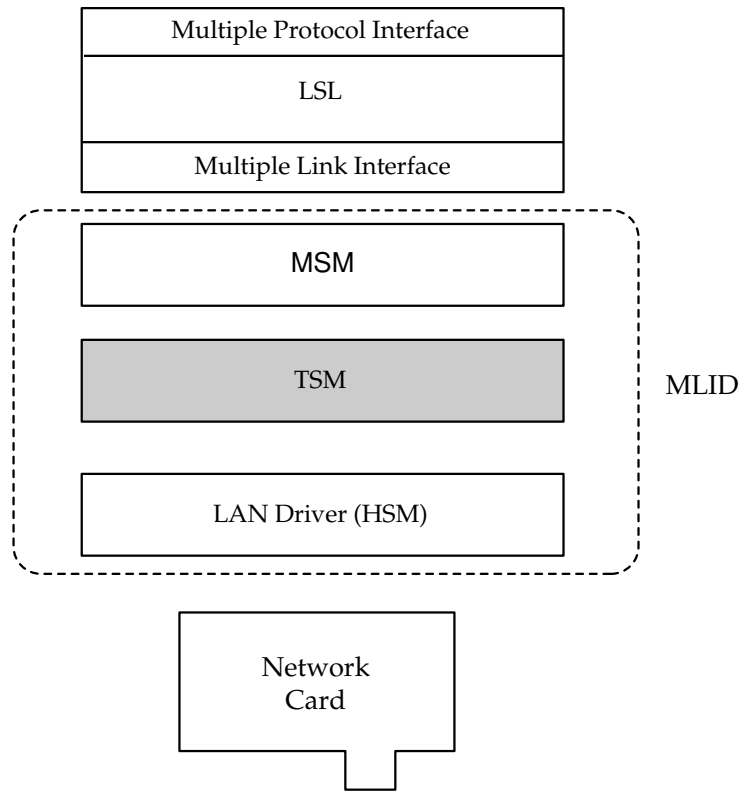 Multiple Protocol Interface
LSL
Multiple Link Interface
MSM
TSM
MLID
LAN Driver (HSM)
Network
Card